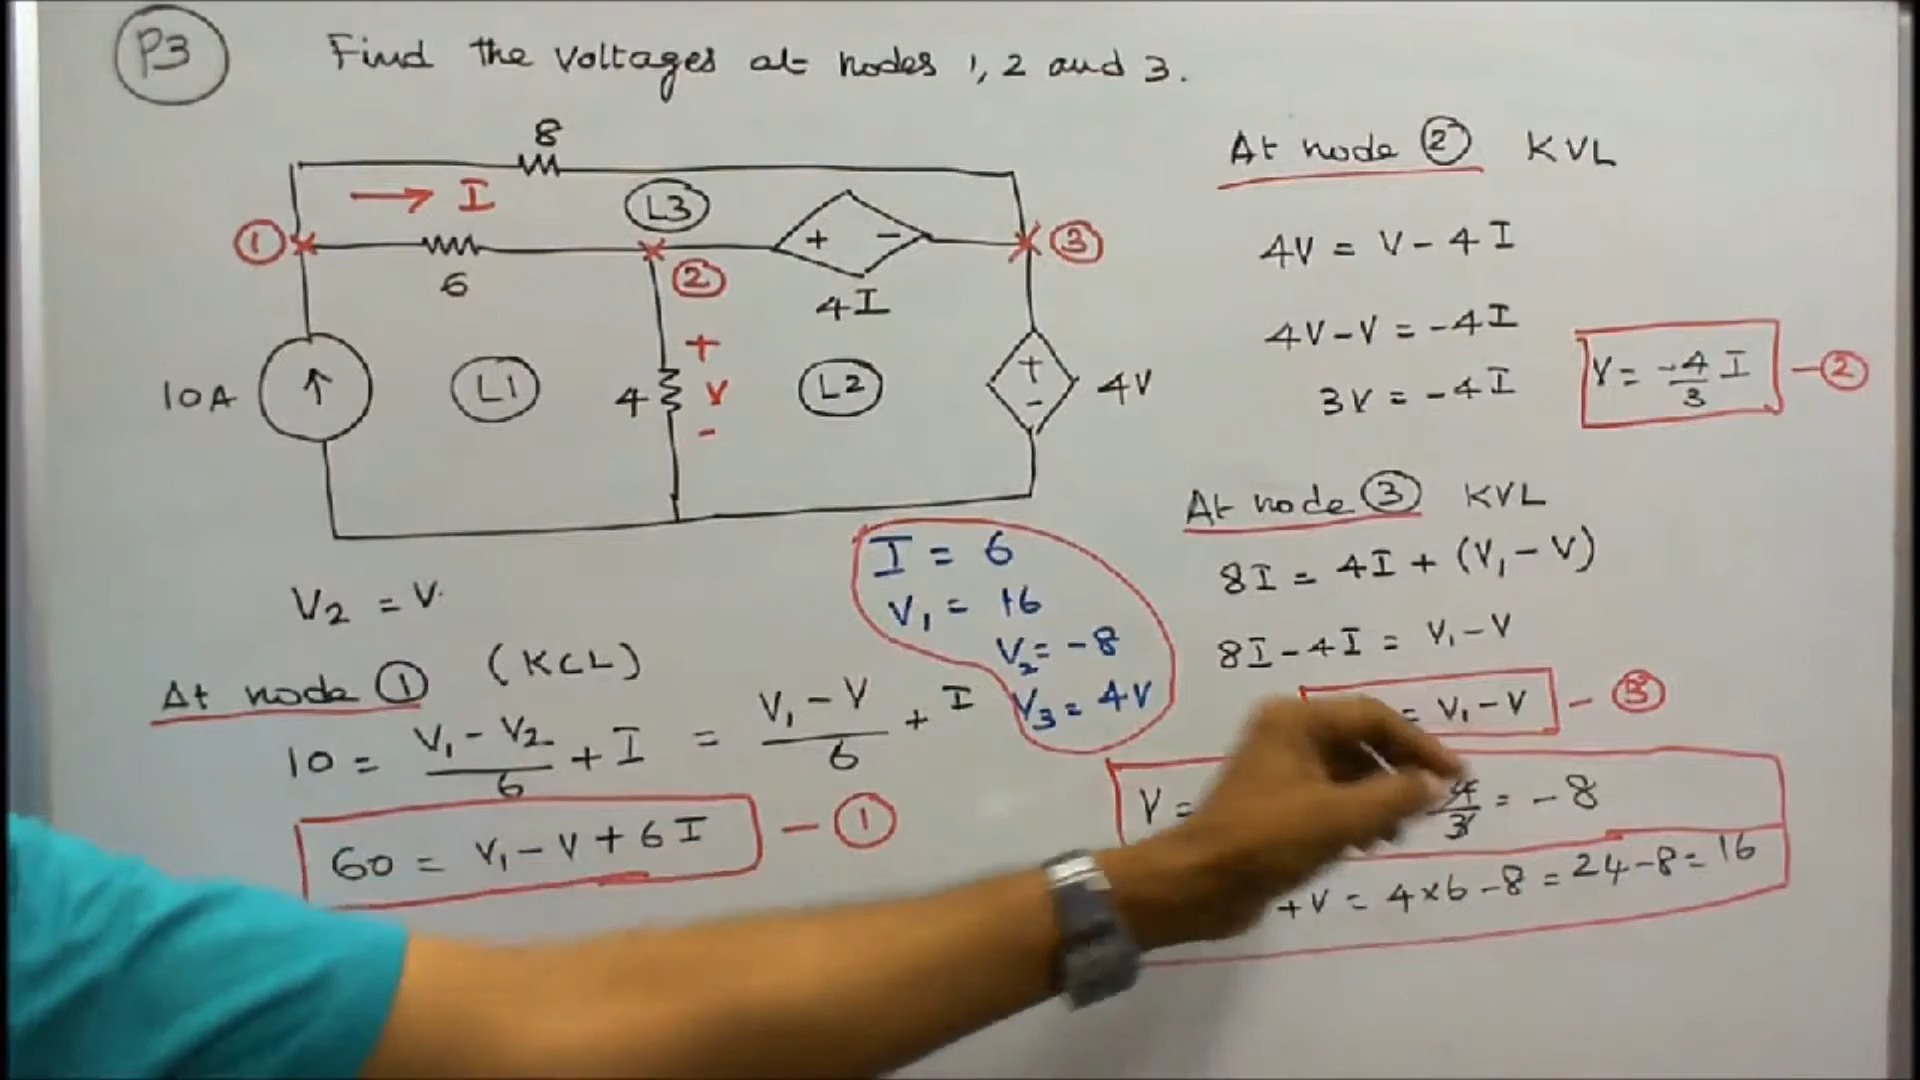 P3
Find the Voltages at nodes 1, 2 and 3.
8
→ I
L3
1
6
2
+ -
4I
3
10A
L1
4
+
V
-
L2
+
-
4V
V2 = V
At node 1 (KCL)
10 = V1 - V2 / 6 + I = V1 - V / 6 + I
60 = V1 - V + 6I - 1
I = 6
V1 = 16
V2 = -8
V3 = 4V
At node 2 KVL
4V = V - 4I
4V - V = -4I
3V = -4I
V = -4/3 I - 2
At node 3 KVL
8I = 4I + (V1 - V)
8I - 4I = V1 - V
= V1 - V - 3
V = 4/3 = -8
+V = 4×6 - 8 = 24 - 8 = 16